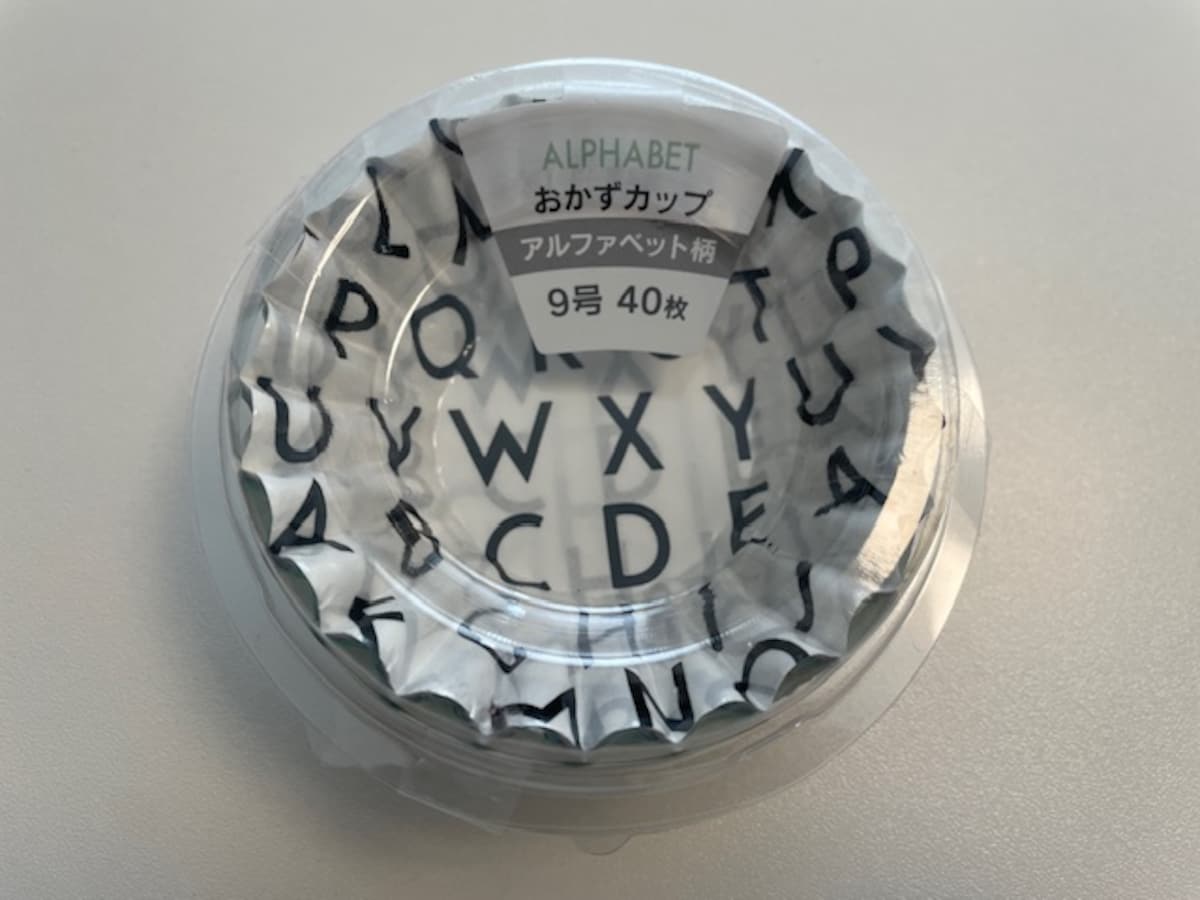 ALPHABET
おかずカップ
アルファベット柄
9号 40枚
L K
P Q R T P
U V W X Y U
A B C D E A
F G H I J
M N O